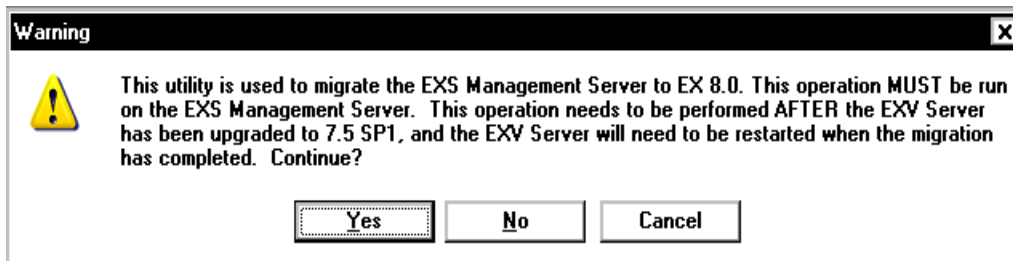 Warning
This utility is used to migrate the EXS Management Server to EX 8.0. This operation MUST be run
on the EXS Management Server.  This operation needs to be performed AFTER the EXV Server
has been upgraded to 7.5 SP1, and the EXV Server will need to be restarted when the migration
has completed.  Continue?
Yes No Cancel